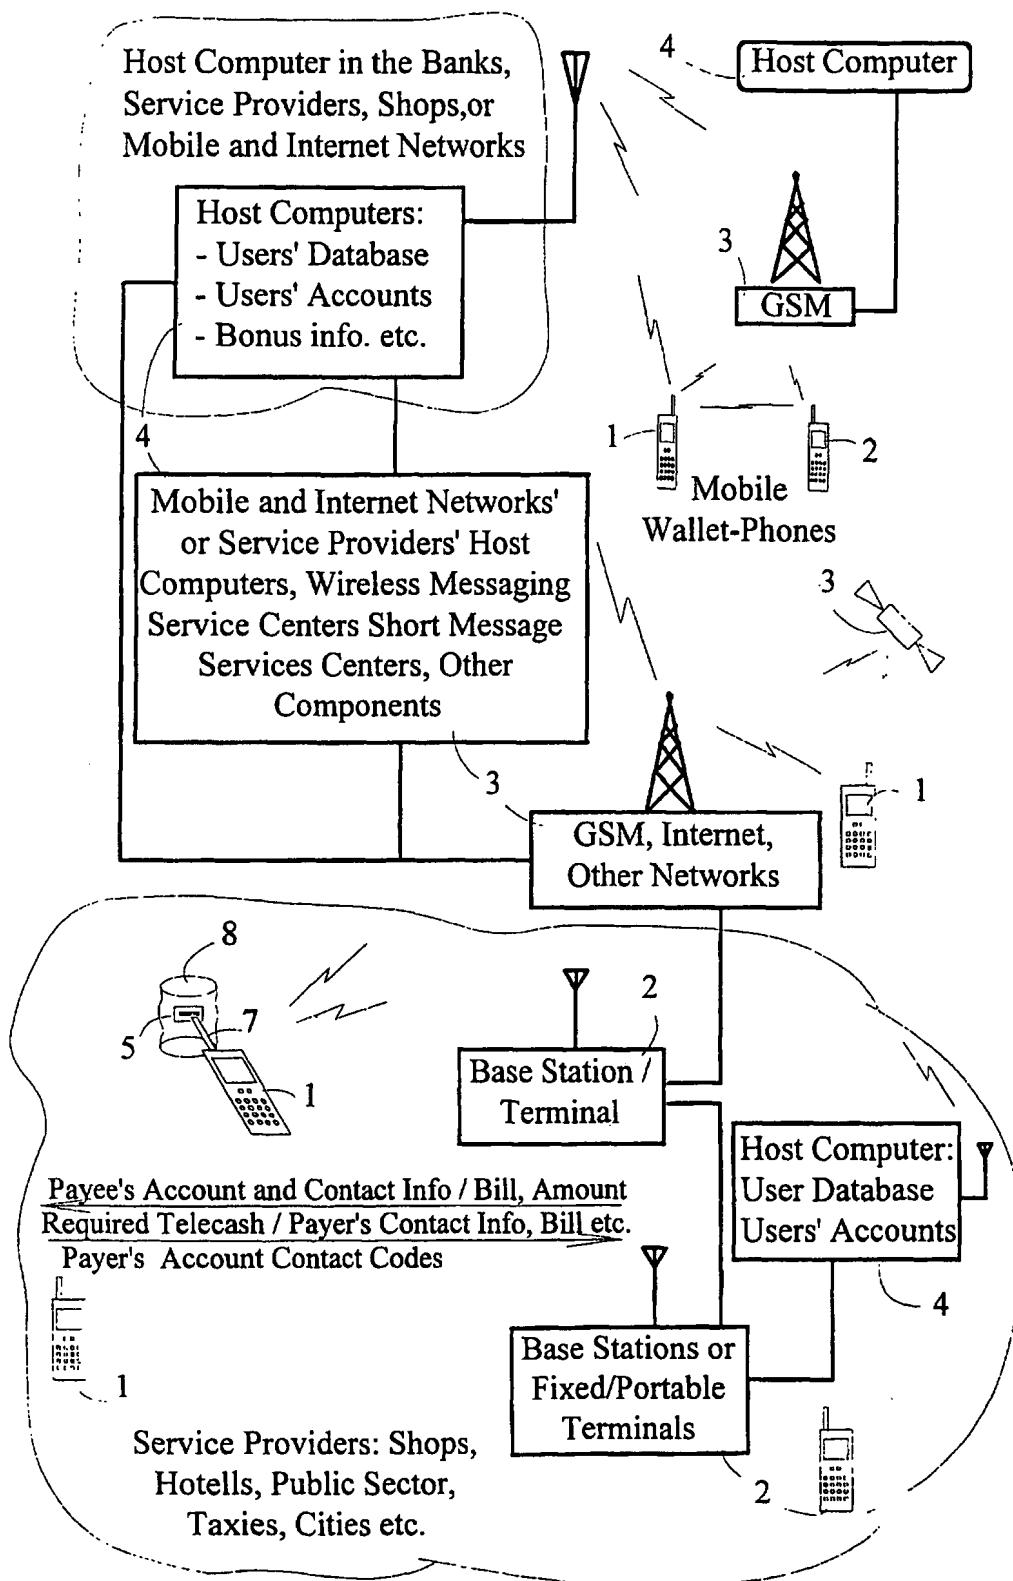 Host Computer in the Banks,
Service Providers, Shops,or
Mobile and Internet Networks
4
Host Computer
Host Computers:
- Users' Database
- Users' Accounts
- Bonus info. etc.
3
GSM
4
1
2
Mobile
Wallet-Phones
Mobile and Internet Networks'
or Service Providers' Host
Computers, Wireless Messaging
Service Centers Short Message
Services Centers, Other
Components
3
3
1
GSM, Internet,
Other Networks
8
5
7
1
2
Base Station /
Terminal
Host Computer:
User Database
Users' Accounts
4
Payee's Account and Contact Info / Bill, Amount
Required Telecash / Payer's Contact Info, Bill etc.
Payer's Account Contact Codes
1
Base Stations or
Fixed/Portable
Terminals
2
Service Providers: Shops,
Hotells, Public Sector,
Taxies, Cities etc.